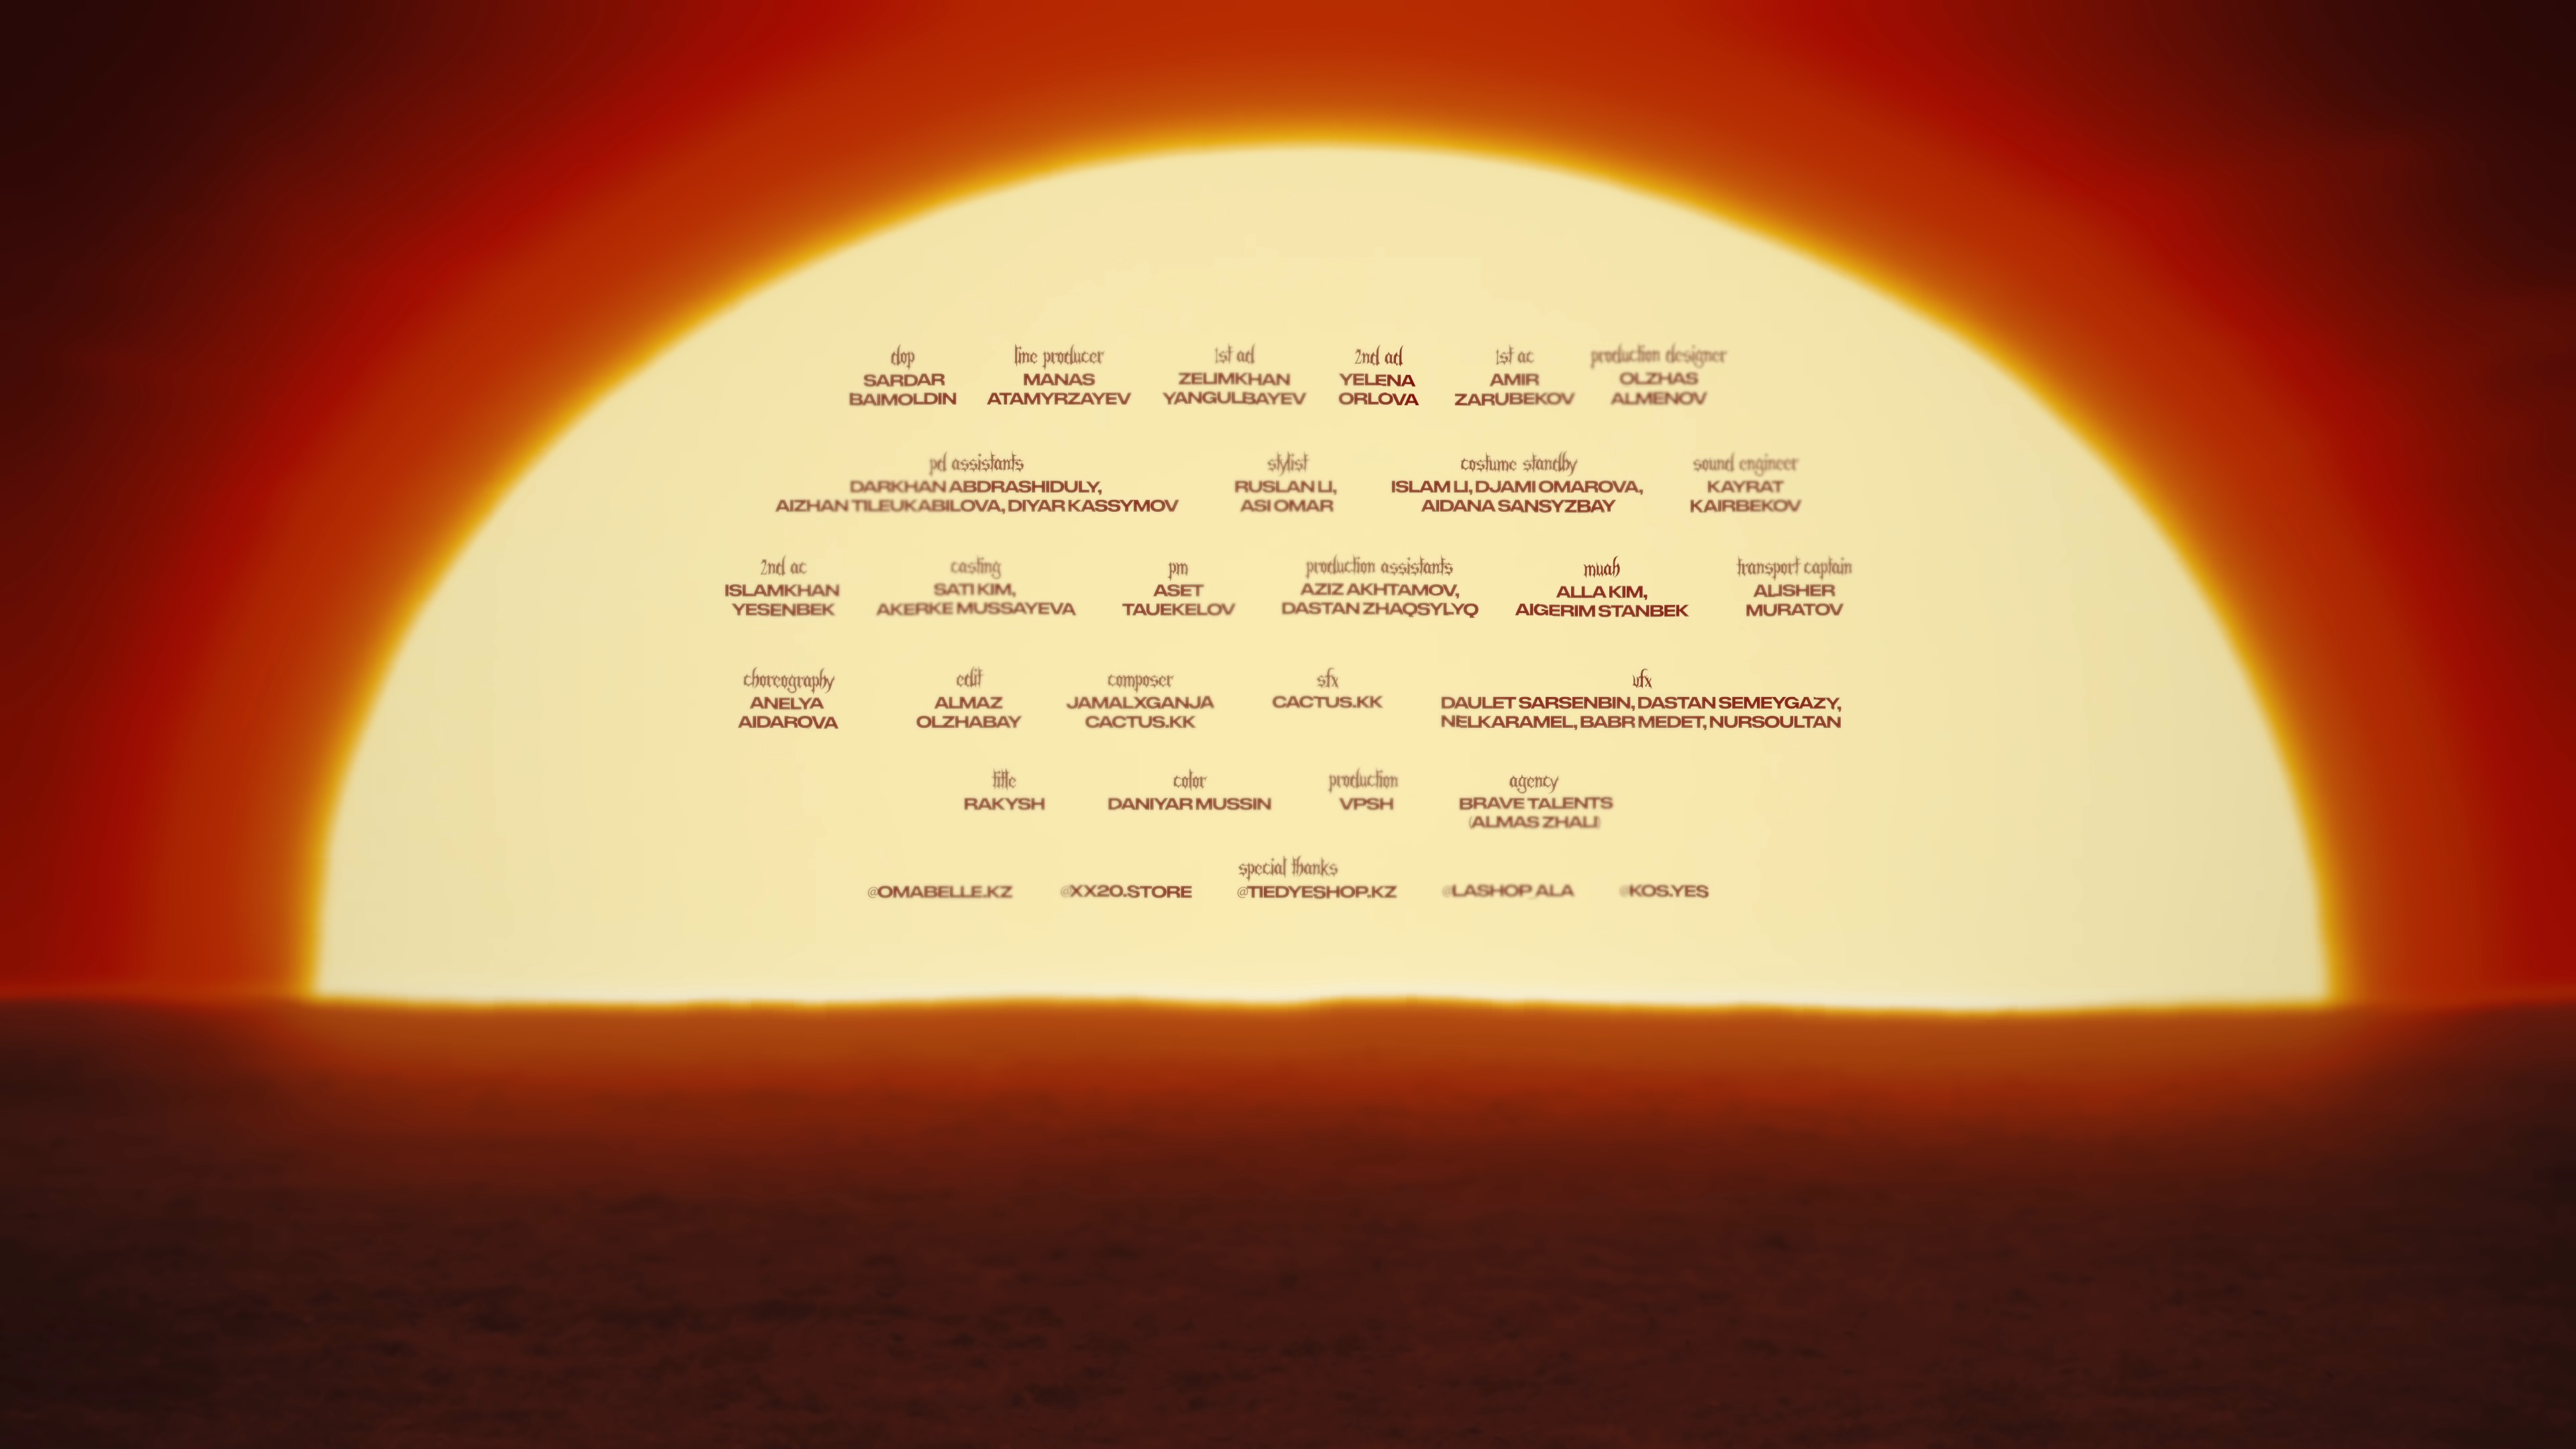 dop line producer 1st ad 2nd ad 1st ac production designer
SARDAR MANAS ZELIMKHAN YELENA AMIR OLZHAS
BAIMOLDIN ATAMYRZAYEV YANGULBAYEV ORLOVA ZARUBEKOV ALMENOV
pd assistants stylist costume standby sound engineer
DARKHAN ABDRASHIDULY, RUSLAN LI, ISLAM LI, DJAMI OMAROVA, KAYRAT
AIZHAN TILEUKABILOVA, DIYAR KASSYMOV ASI OMAR AIDANA SANSYZBAY KAIRBEKOV
2nd ac casting pm production assistants muah transport captain
ISLAMKHAN SATI KIM, ASET AZIZ AKHTAMOV, ALLA KIM, ALISHER
YESENBEK AKERKE MUSSAYEVA TAUEKELOV DASTAN ZHAQSYLYQ AIGERIM STANBEK MURATOV
choreography edit composer sfx vfx
ANELYA ALMAZ JAMALXGANJA CACTUS.KK DAULET SARSENBIN, DASTAN SEMEYGAZY,
AIDAROVA OLZHABAY CACTUS.KK NELKARAMEL, BABR MEDET, NURSOULTAN
title color production agency
RAKYSH DANIYAR MUSSIN VPSH BRAVE TALENTS
(ALMAS ZHALI)
special thanks
@OMABELLE.KZ @XX20.STORE @TIEDYESHOP.KZ @LASHOP_ALA @KOS.YES